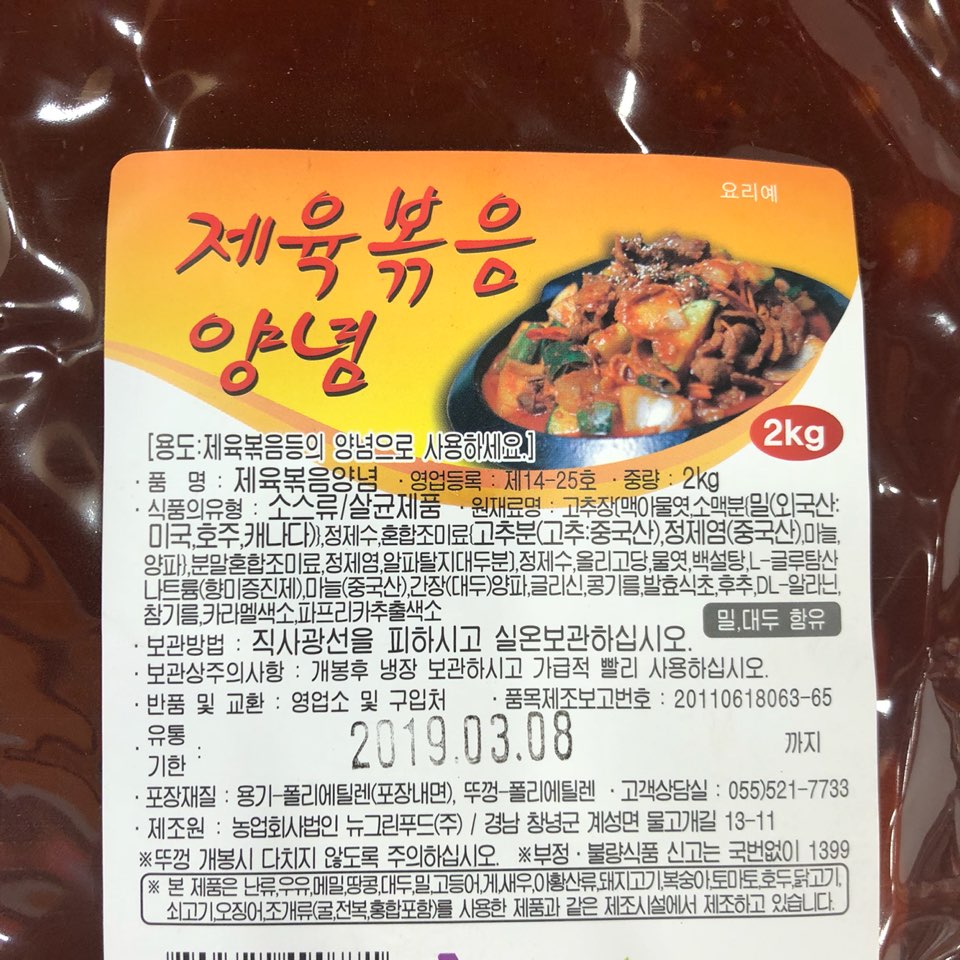 요리예
제육볶음
양념
2kg
[용도:제육볶음등의 양념으로 사용하세요.]
· 품 명 : 제육볶음양념 · 영업등록 : 제14-25호 · 중량 : 2kg
· 식품의유형 : 소스류/살균제품 · 원재료명 : 고추장{맥아물엿,소맥분{밀(외국산:
미국,호주,캐나다)},정제수,혼합조미료{고추분(고추:중국산),정제염(중국산),마늘,
양파},분말혼합조미료,정제염,알파탈지대두분], 정제수,올리고당,물엿,백설탕,L-글루탐산
나트륨(향미증진제),마늘(중국산),간장(대두)양파,글리신,콩기름,발효식초,후추,DL-알라닌,
참기름,카라멜색소,파프리카추출색소
밀,대두 함유
· 보관방법 : 직사광선을 피하시고 실온보관하십시오.
· 보관상주의사항 : 개봉후 냉장 보관하시고 가급적 빨리 사용하십시오.
· 반품 및 교환 : 영업소 및 구입처 · 품목제조보고번호 : 20110618063-65
· 유통
기한 : 2019.03.08 까지
· 포장재질 : 용기-폴리에틸렌(포장내면), 뚜껑-폴리에틸렌 · 고객상담실 : 055)521-7733
· 제조원 : 농업회사법인 뉴그린푸드(주) / 경남 창녕군 계성면 물고개길 13-11
※뚜껑 개봉시 다치지 않도록 주의하십시오. ※부정·불량식품 신고는 국번없이 1399
※ 본 제품은 난류,우유,메밀,땅콩,대두,밀,고등어,게,새우,아황산류,돼지고기,복숭아,토마토,호두,닭고기,
쇠고기,오징어,조개류(굴,전복,홍합포함)를 사용한 제품과 같은 제조시설에서 제조하고 있습니다.